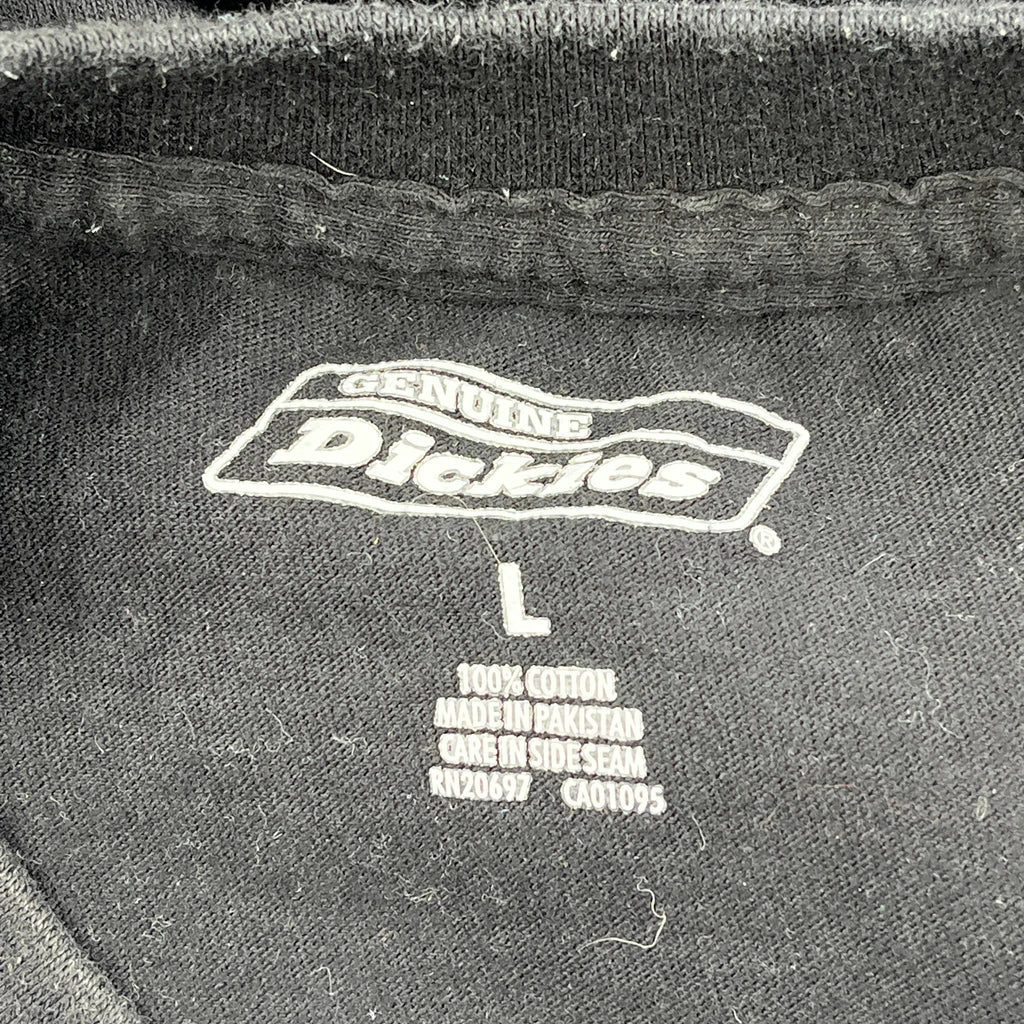 GENUINE
Dickies
®
L
100% COTTON
MADE IN PAKISTAN
CARE IN SIDE SEAM
RN20697 CA01095